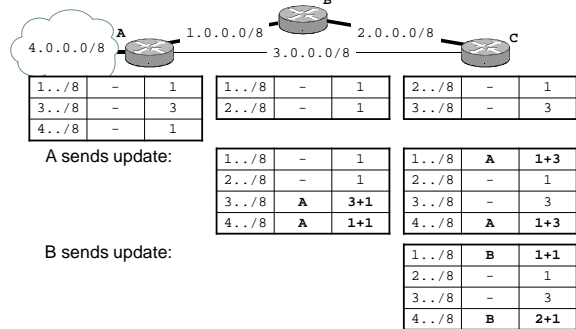 B
A
1.0.0.0/8
2.0.0.0/8
C
4.0.0.0/8
3.0.0.0/8
1../8 - 1
3../8 - 3
4../8 - 1
1../8 - 1
2../8 - 1
2../8 - 1
3../8 - 3
A sends update:
1../8 - 1
2../8 - 1
3../8 A 3+1
4../8 A 1+1
1../8 A 1+3
2../8 - 1
3../8 - 3
4../8 A 1+3
B sends update:
1../8 B 1+1
2../8 - 1
3../8 - 3
4../8 B 2+1